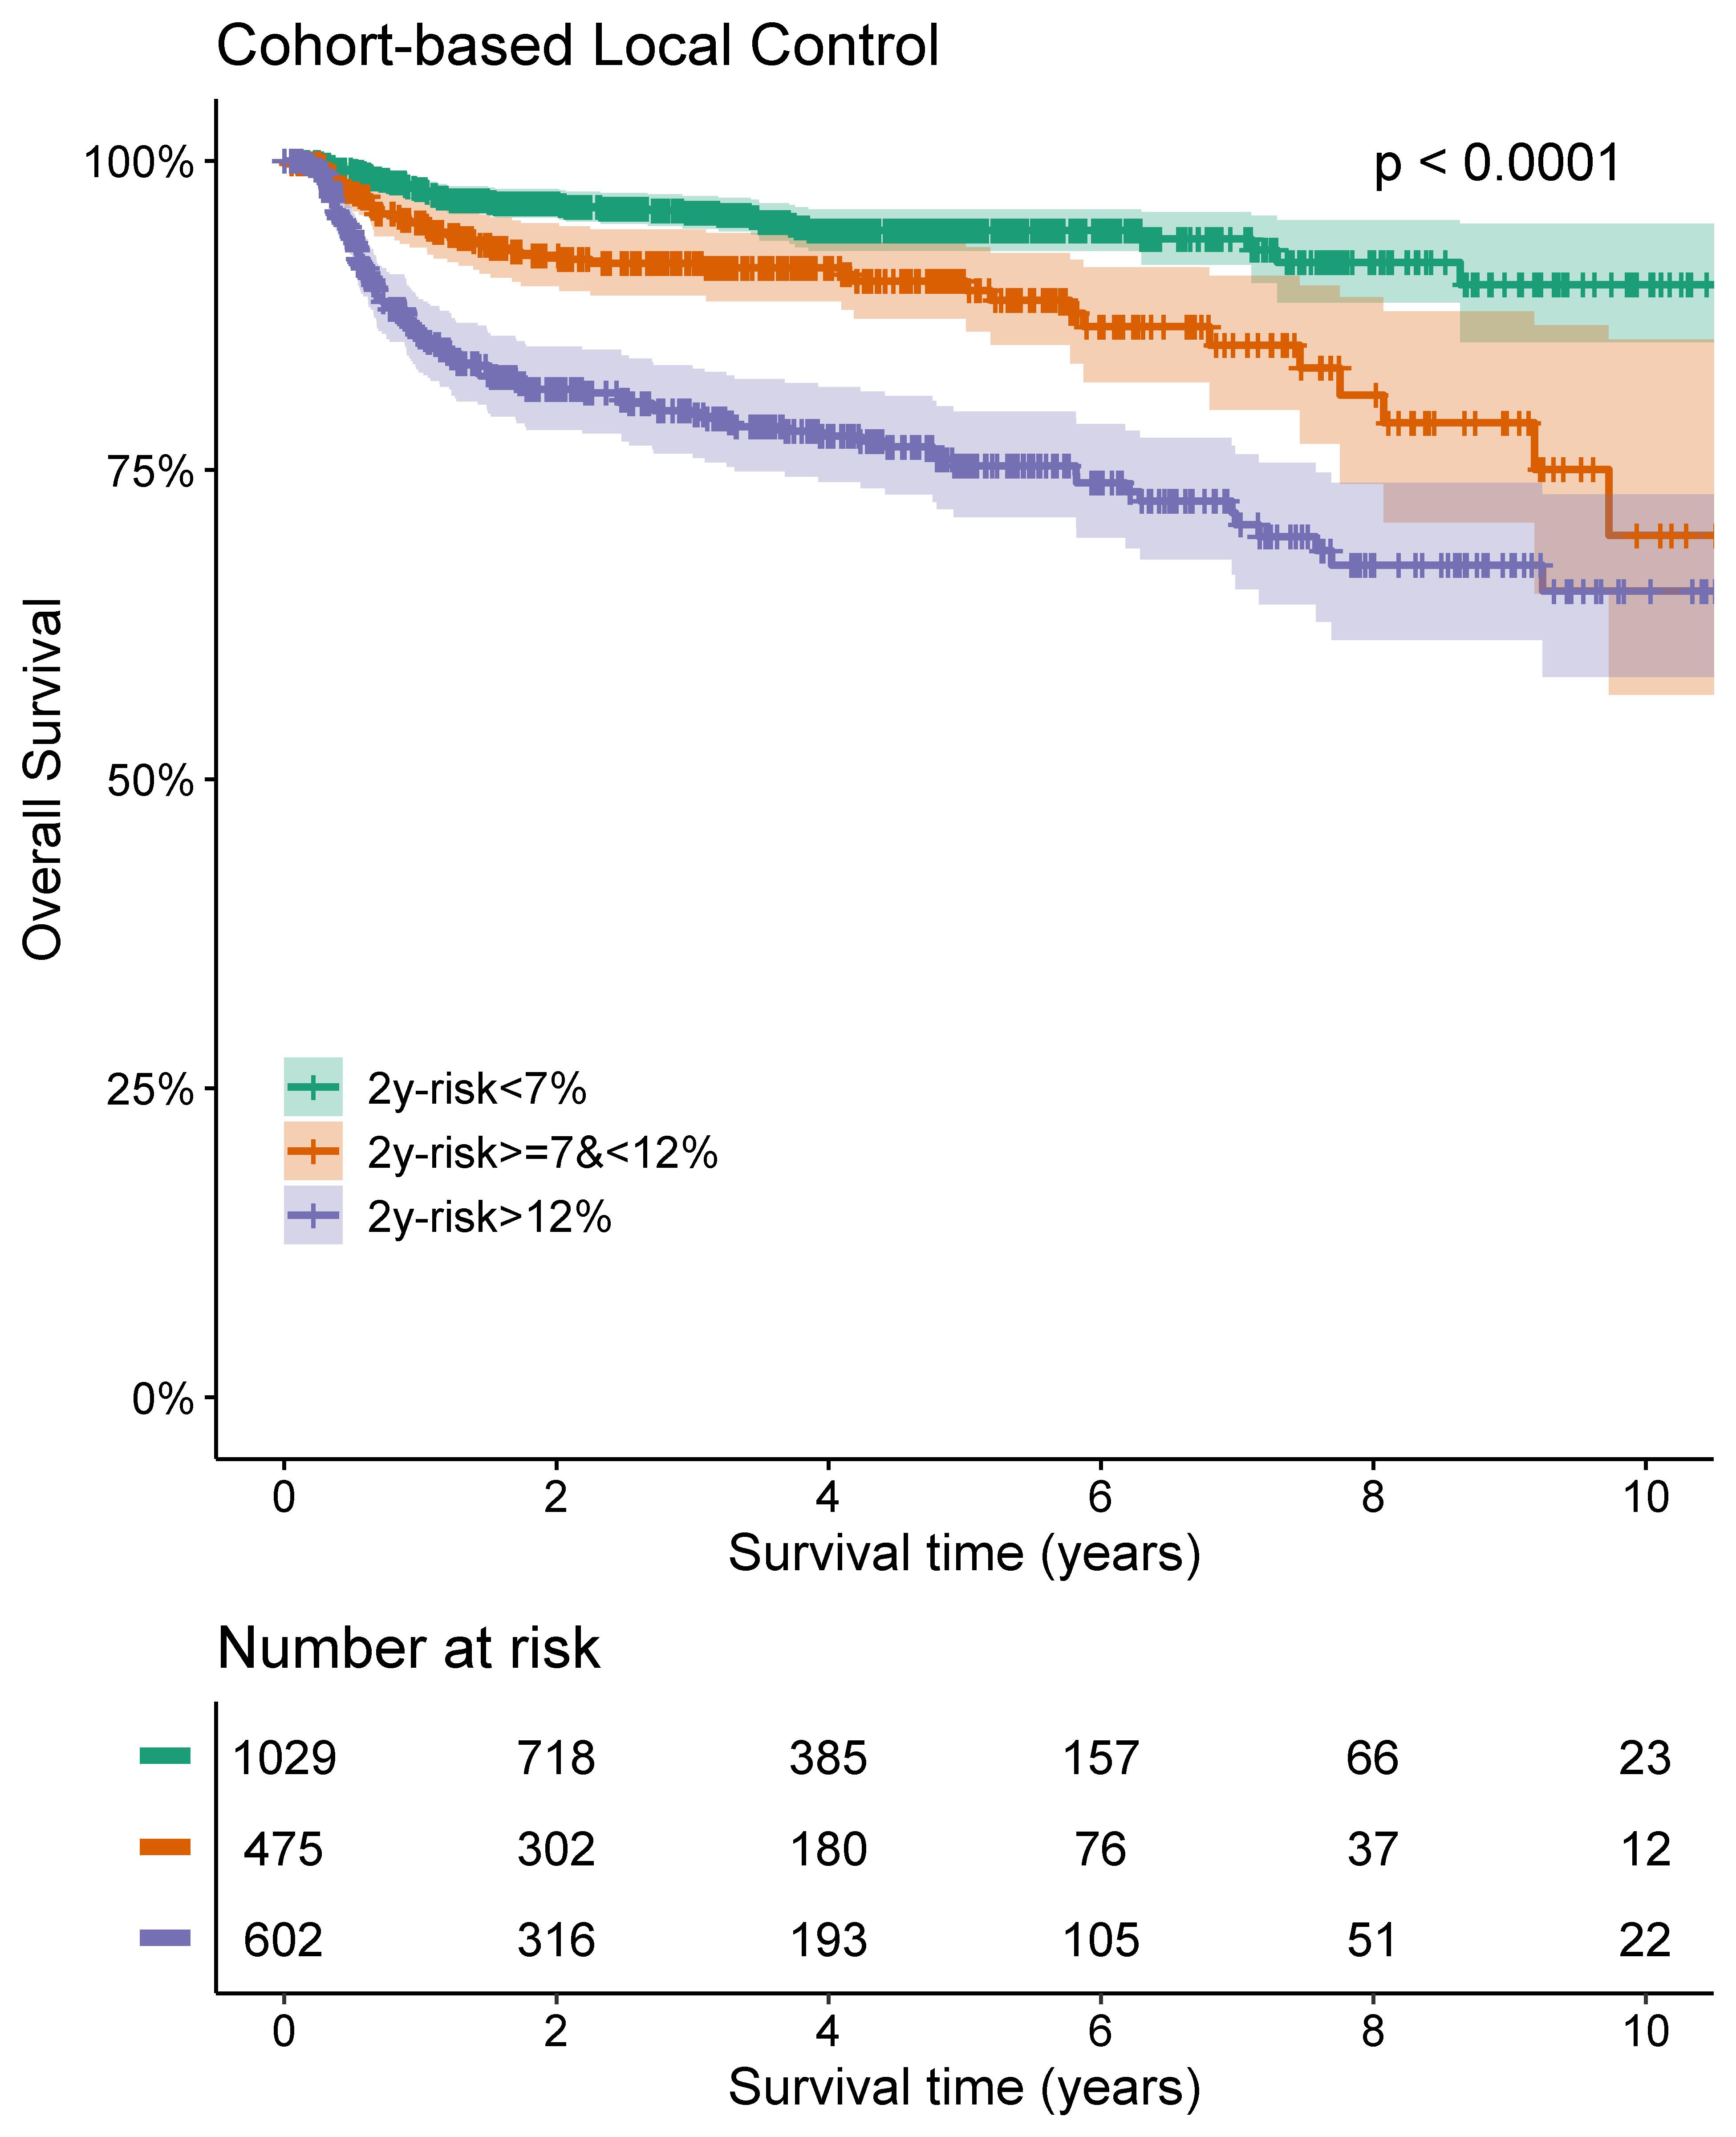 Cohort-based Local Control
p < 0.0001
100%
75%
50%
25%
0%
Overall Survival
2y-risk<7%
2y-risk>=7&<12%
2y-risk>12%
0 2 4 6 8 10
Survival time (years)
Number at risk
1029 718 385 157 66 23
475 302 180 76 37 12
602 316 193 105 51 22
0 2 4 6 8 10
Survival time (years)